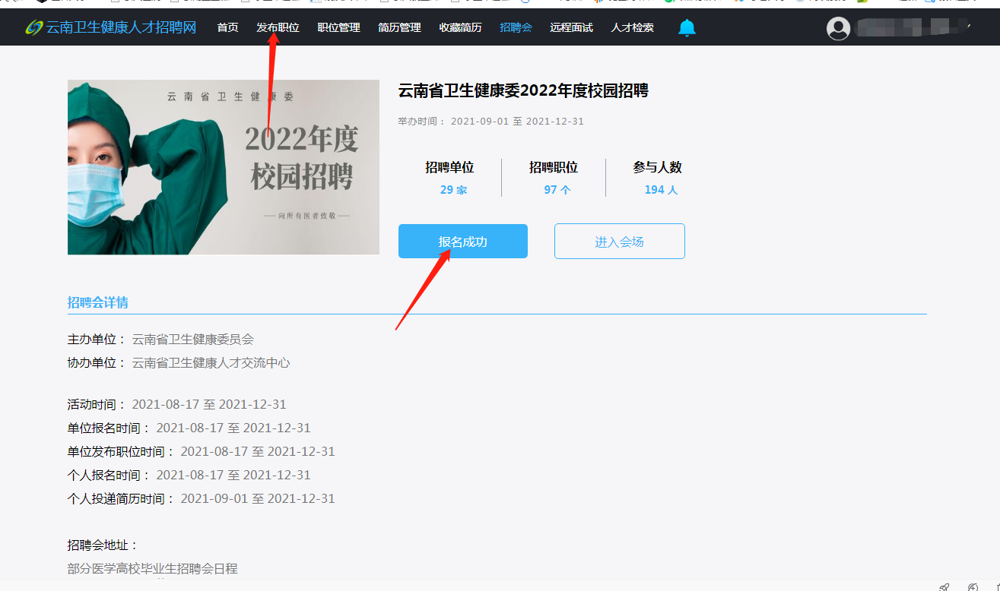 云南卫生健康人才招聘网 首页 发布职位 职位管理 简历管理 收藏简历 招聘会 远程面试 人才检索
云南省卫生健康委
2022年度
校园招聘
向所有医者致敬
云南省卫生健康委2022年度校园招聘
举办时间： 2021-09-01 至 2021-12-31
招聘单位 招聘职位 参与人数
29 家 97 个 194 人
报名成功 进入会场
招聘会详情
主办单位： 云南省卫生健康委员会
协办单位： 云南省卫生健康人才交流中心
活动时间： 2021-08-17 至 2021-12-31
单位报名时间： 2021-08-17 至 2021-12-31
单位发布职位时间： 2021-08-17 至 2021-12-31
个人报名时间： 2021-08-17 至 2021-12-31
个人投递简历时间： 2021-09-01 至 2021-12-31
招聘会地址：
部分医学高校毕业生招聘会日程